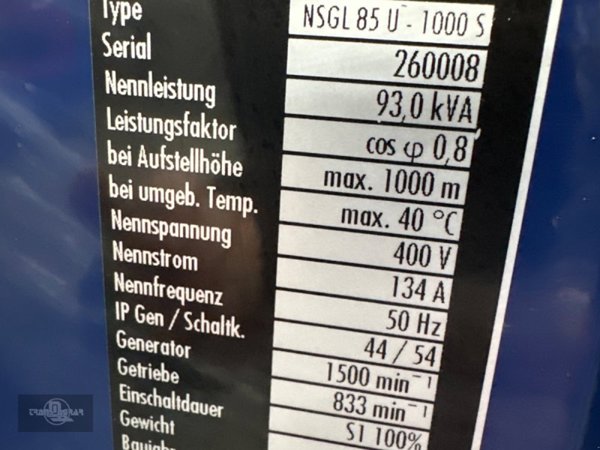 Type NSGL 85 U - 1000 S
Serial 260008
Nennleistung 93,0 kVA
Leistungsfaktor cos φ 0,8
bei Aufstellhöhe max. 1000 m
bei umgeb. Temp. max. 40 °C
Nennspannung 400 V
Nennstrom 134 A
Nennfrequenz 50 Hz
IP Gen / Schaltk. 44 / 54
Generator 1500 min⁻¹
Getriebe 833 min⁻¹
Einschaltdauer S1 100%
Gewicht